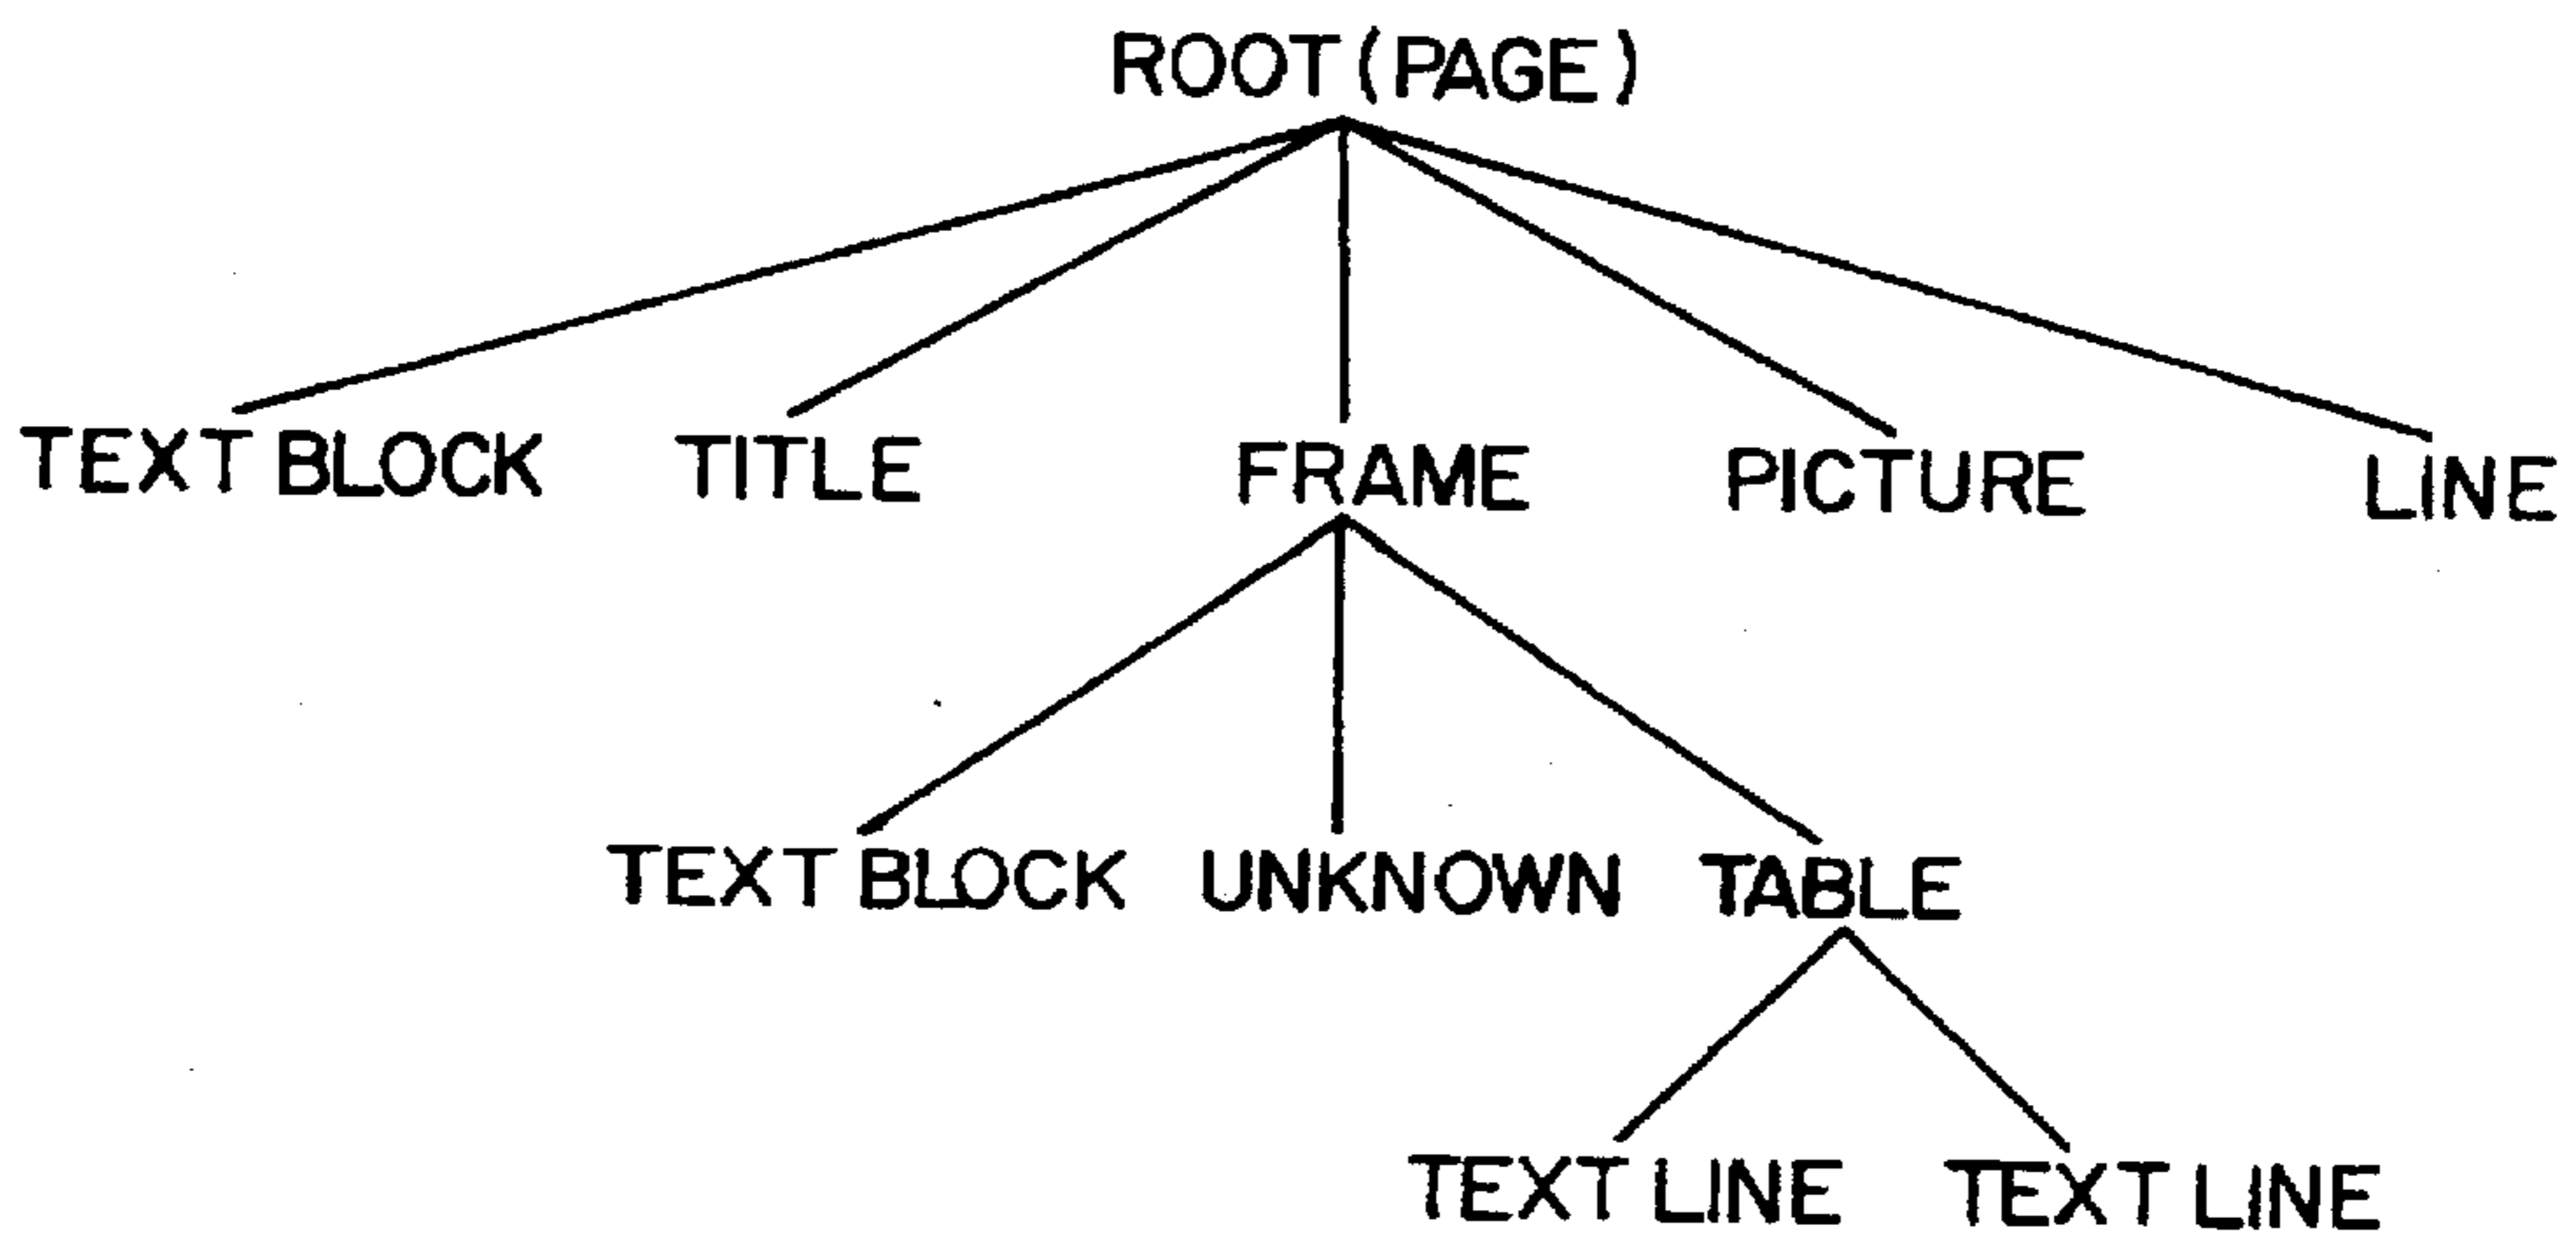 ROOT (PAGE)
TEXT BLOCK TITLE FRAME PICTURE LINE
TEXT BLOCK UNKNOWN TABLE
TEXT LINE TEXT LINE